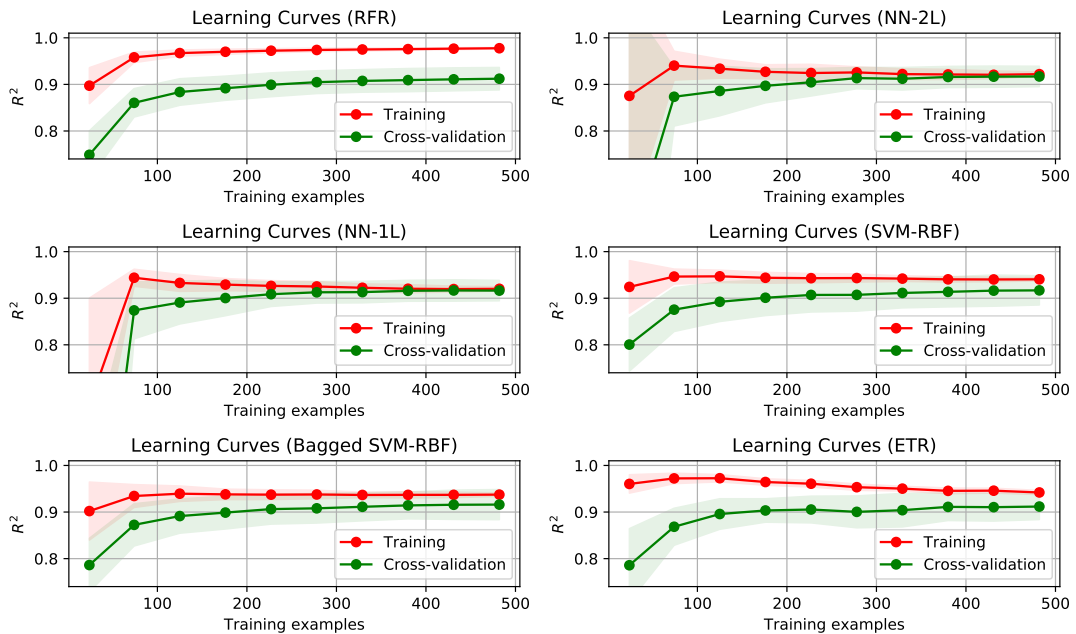 Learning Curves (RFR)
1.0
0.9
0.8
R²
Training
Cross-validation
100 200 300 400 500
Training examples
Learning Curves (NN-2L)
1.0
0.9
0.8
R²
Training
Cross-validation
100 200 300 400 500
Training examples
Learning Curves (NN-1L)
1.0
0.9
0.8
R²
Training
Cross-validation
100 200 300 400 500
Training examples
Learning Curves (SVM-RBF)
1.0
0.9
0.8
R²
Training
Cross-validation
100 200 300 400 500
Training examples
Learning Curves (Bagged SVM-RBF)
1.0
0.9
0.8
R²
Training
Cross-validation
100 200 300 400 500
Training examples
Learning Curves (ETR)
1.0
0.9
0.8
R²
Training
Cross-validation
100 200 300 400 500
Training examples